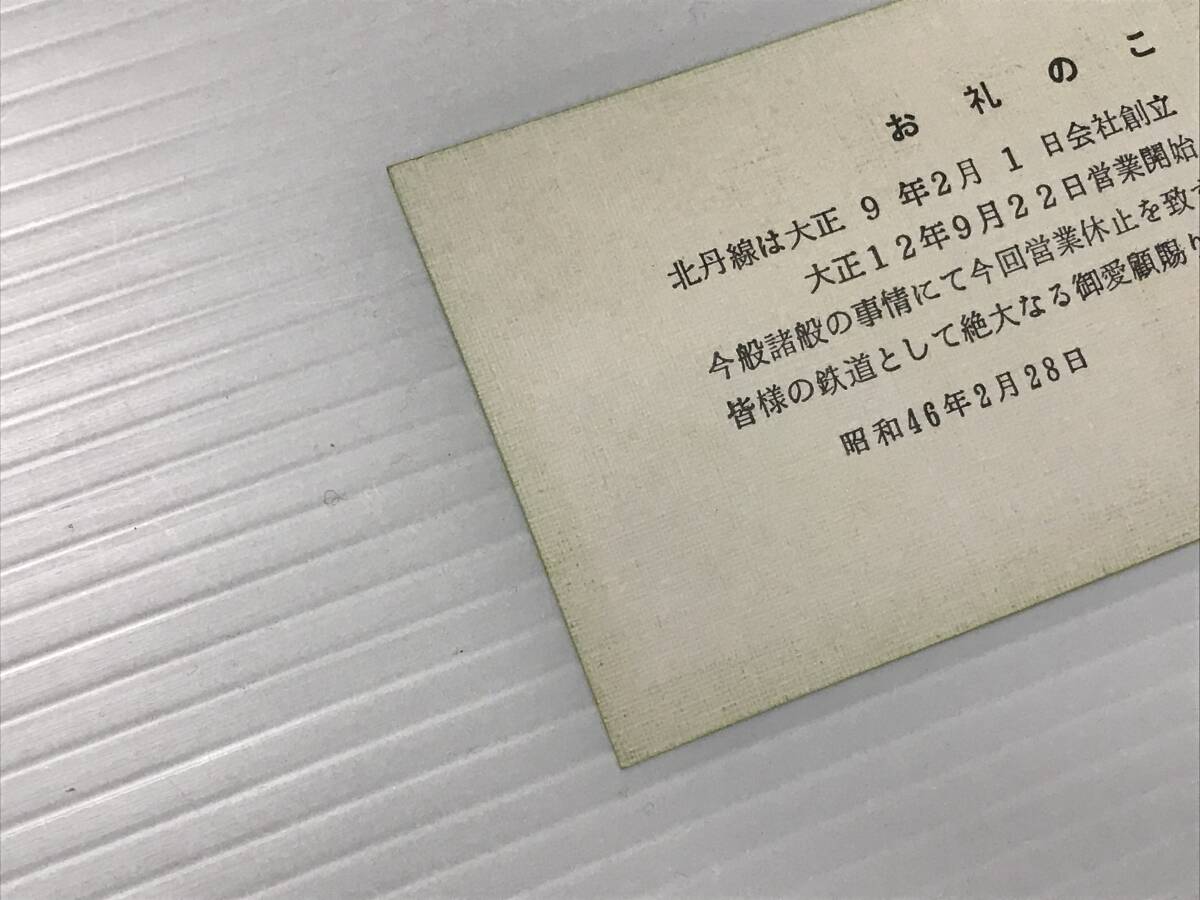 お礼のこ
北丹線は大正 9 年2月 1 日会社創立
大正12年9月22日営業開始
今般諸般の事情にて今回営業休止を致
皆様の鉄道として絶大なる御愛顧賜り
昭和46年2月28日